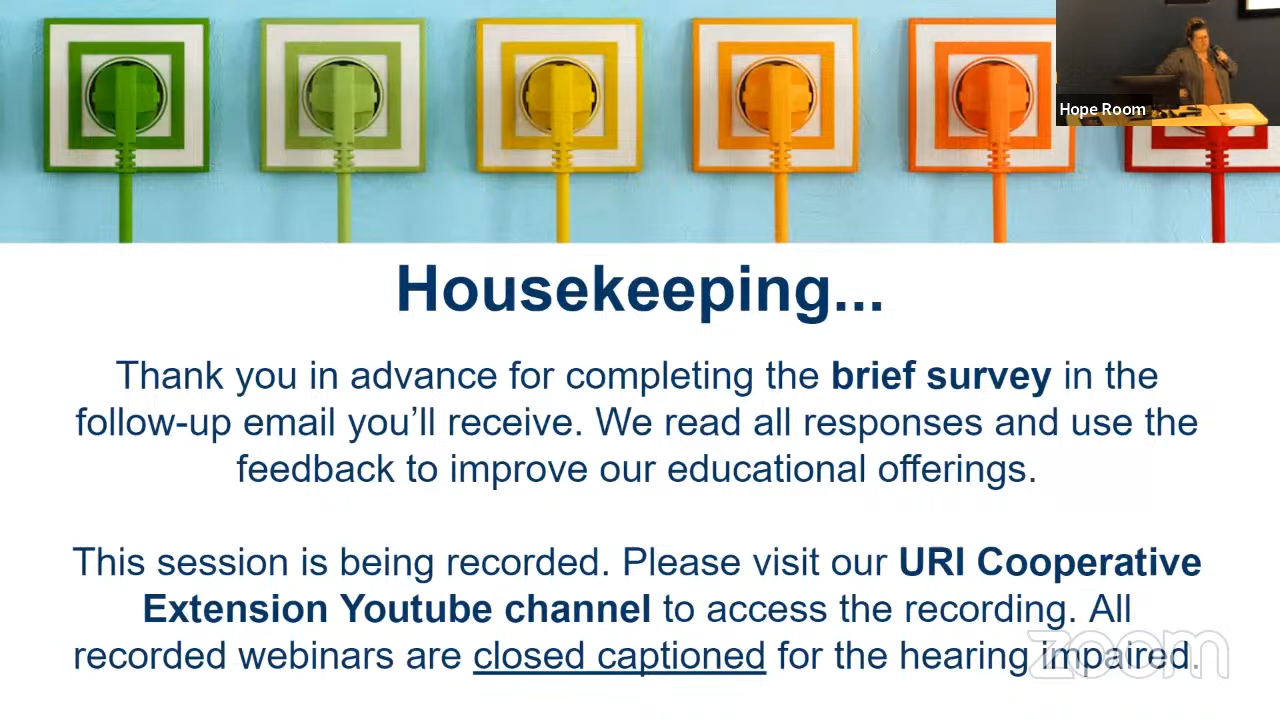 Hope Room
Housekeeping...
Thank you in advance for completing the brief survey in the
follow-up email you’ll receive. We read all responses and use the
feedback to improve our educational offerings.
This session is being recorded. Please visit our URI Cooperative
Extension Youtube channel to access the recording. All
recorded webinars are closed captioned for the hearing impaired.
zoom